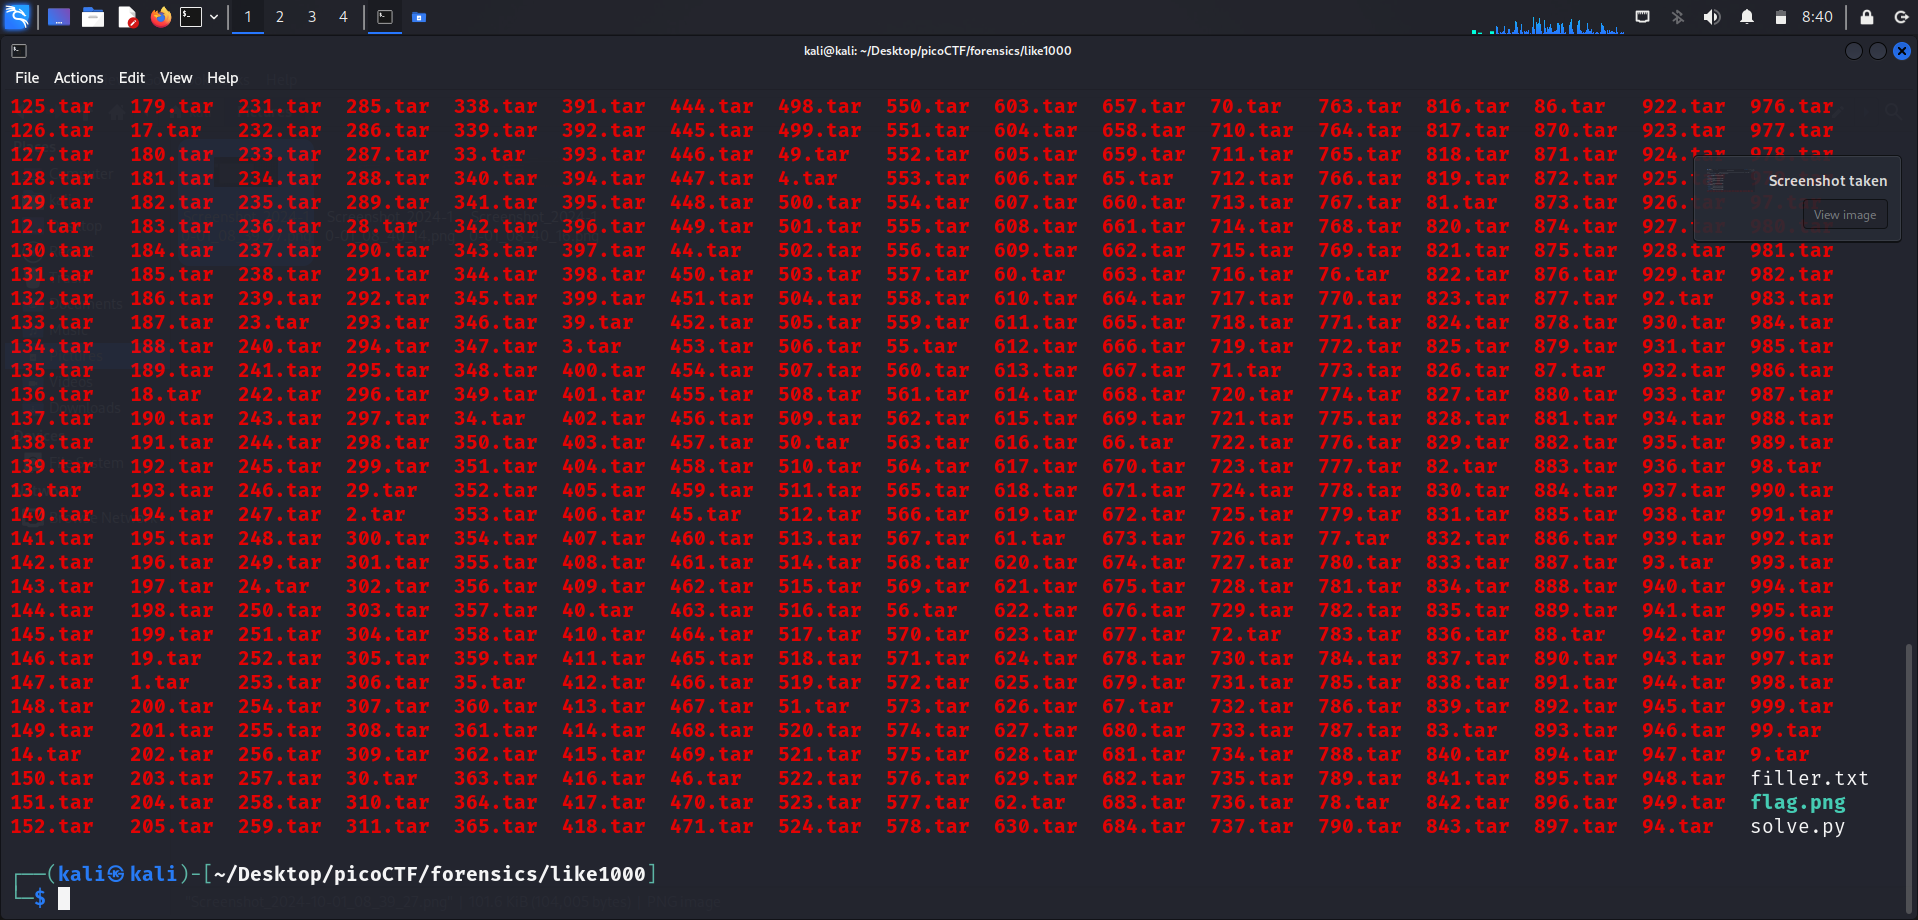 8:40
1 2 3 4
kali@kali: ~/Desktop/picoCTF/forensics/like1000
File Actions Edit View Help
125.tar 179.tar 231.tar 285.tar 338.tar 391.tar 444.tar 498.tar 550.tar 603.tar 657.tar 70.tar 763.tar 816.tar 86.tar 922.tar 976.tar
126.tar 17.tar 232.tar 286.tar 339.tar 392.tar 445.tar 499.tar 551.tar 604.tar 658.tar 710.tar 764.tar 817.tar 870.tar 923.tar 977.tar
127.tar 180.tar 233.tar 287.tar 33.tar 393.tar 446.tar 49.tar 552.tar 605.tar 659.tar 711.tar 765.tar 818.tar 871.tar 924.tar 978.tar
128.tar 181.tar 234.tar 288.tar 340.tar 394.tar 447.tar 4.tar 553.tar 606.tar 65.tar 712.tar 766.tar 819.tar 872.tar 925. Screenshot taken
129.tar 182.tar 235.tar 289.tar 341.tar 395.tar 448.tar 500.tar 554.tar 607.tar 660.tar 713.tar 767.tar 81.tar 873.tar 926. View image
12.tar 183.tar 236.tar 28.tar 342.tar 396.tar 449.tar 501.tar 555.tar 608.tar 661.tar 714.tar 768.tar 820.tar 874.tar 927.
130.tar 184.tar 237.tar 290.tar 343.tar 397.tar 44.tar 502.tar 556.tar 609.tar 662.tar 715.tar 769.tar 821.tar 875.tar 928.tar 981.tar
131.tar 185.tar 238.tar 291.tar 344.tar 398.tar 450.tar 503.tar 557.tar 60.tar 663.tar 716.tar 76.tar 822.tar 876.tar 929.tar 982.tar
132.tar 186.tar 239.tar 292.tar 345.tar 399.tar 451.tar 504.tar 558.tar 610.tar 664.tar 717.tar 770.tar 823.tar 877.tar 92.tar 983.tar
133.tar 187.tar 23.tar 293.tar 346.tar 39.tar 452.tar 505.tar 559.tar 611.tar 665.tar 718.tar 771.tar 824.tar 878.tar 930.tar 984.tar
134.tar 188.tar 240.tar 294.tar 347.tar 3.tar 453.tar 506.tar 55.tar 612.tar 666.tar 719.tar 772.tar 825.tar 879.tar 931.tar 985.tar
135.tar 189.tar 241.tar 295.tar 348.tar 400.tar 454.tar 507.tar 560.tar 613.tar 667.tar 71.tar 773.tar 826.tar 87.tar 932.tar 986.tar
136.tar 18.tar 242.tar 296.tar 349.tar 401.tar 455.tar 508.tar 561.tar 614.tar 668.tar 720.tar 774.tar 827.tar 880.tar 933.tar 987.tar
137.tar 190.tar 243.tar 297.tar 34.tar 402.tar 456.tar 509.tar 562.tar 615.tar 669.tar 721.tar 775.tar 828.tar 881.tar 934.tar 988.tar
138.tar 191.tar 244.tar 298.tar 350.tar 403.tar 457.tar 50.tar 563.tar 616.tar 66.tar 722.tar 776.tar 829.tar 882.tar 935.tar 989.tar
139.tar 192.tar 245.tar 299.tar 351.tar 404.tar 458.tar 510.tar 564.tar 617.tar 670.tar 723.tar 777.tar 82.tar 883.tar 936.tar 98.tar
13.tar 193.tar 246.tar 29.tar 352.tar 405.tar 459.tar 511.tar 565.tar 618.tar 671.tar 724.tar 778.tar 830.tar 884.tar 937.tar 990.tar
140.tar 194.tar 247.tar 2.tar 353.tar 406.tar 45.tar 512.tar 566.tar 619.tar 672.tar 725.tar 779.tar 831.tar 885.tar 938.tar 991.tar
141.tar 195.tar 248.tar 300.tar 354.tar 407.tar 460.tar 513.tar 567.tar 61.tar 673.tar 726.tar 77.tar 832.tar 886.tar 939.tar 992.tar
142.tar 196.tar 249.tar 301.tar 355.tar 408.tar 461.tar 514.tar 568.tar 620.tar 674.tar 727.tar 780.tar 833.tar 887.tar 93.tar 993.tar
143.tar 197.tar 24.tar 302.tar 356.tar 409.tar 462.tar 515.tar 569.tar 621.tar 675.tar 728.tar 781.tar 834.tar 888.tar 940.tar 994.tar
144.tar 198.tar 250.tar 303.tar 357.tar 40.tar 463.tar 516.tar 56.tar 622.tar 676.tar 729.tar 782.tar 835.tar 889.tar 941.tar 995.tar
145.tar 199.tar 251.tar 304.tar 358.tar 410.tar 464.tar 517.tar 570.tar 623.tar 677.tar 72.tar 783.tar 836.tar 88.tar 942.tar 996.tar
146.tar 19.tar 252.tar 305.tar 359.tar 411.tar 465.tar 518.tar 571.tar 624.tar 678.tar 730.tar 784.tar 837.tar 890.tar 943.tar 997.tar
147.tar 1.tar 253.tar 306.tar 35.tar 412.tar 466.tar 519.tar 572.tar 625.tar 679.tar 731.tar 785.tar 838.tar 891.tar 944.tar 998.tar
148.tar 200.tar 254.tar 307.tar 360.tar 413.tar 467.tar 51.tar 573.tar 626.tar 67.tar 732.tar 786.tar 839.tar 892.tar 945.tar 999.tar
149.tar 201.tar 255.tar 308.tar 361.tar 414.tar 468.tar 520.tar 574.tar 627.tar 680.tar 733.tar 787.tar 83.tar 893.tar 946.tar 99.tar
14.tar 202.tar 256.tar 309.tar 362.tar 415.tar 469.tar 521.tar 575.tar 628.tar 681.tar 734.tar 788.tar 840.tar 894.tar 947.tar 9.tar
150.tar 203.tar 257.tar 30.tar 363.tar 416.tar 46.tar 522.tar 576.tar 629.tar 682.tar 735.tar 789.tar 841.tar 895.tar 948.tar filler.txt
151.tar 204.tar 258.tar 310.tar 364.tar 417.tar 470.tar 523.tar 577.tar 62.tar 683.tar 736.tar 78.tar 842.tar 896.tar 949.tar flag.png
152.tar 205.tar 259.tar 311.tar 365.tar 418.tar 471.tar 524.tar 578.tar 630.tar 684.tar 737.tar 790.tar 843.tar 897.tar 94.tar solve.py
(kali㉿kali)-[~/Desktop/picoCTF/forensics/like1000]
$